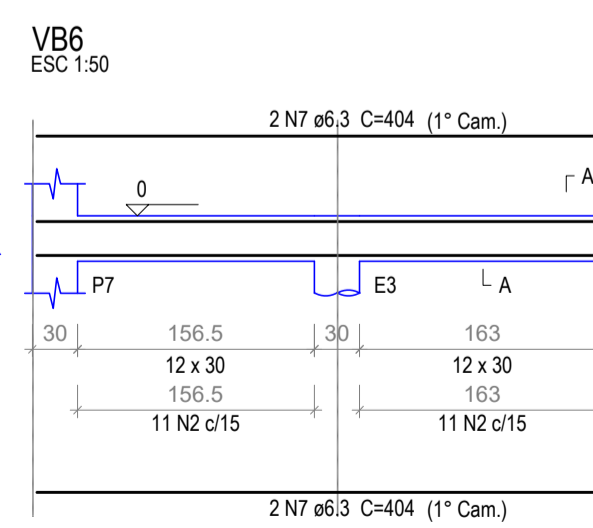 VB6
ESC 1:50
2 N7 ø6.3 C=404 (1° Cam.)
A
0
P7
E3
A
30 156.5 30 163
12 x 30 12 x 30
156.5 163
11 N2 c/15 11 N2 c/15
2 N7 ø6.3 C=404 (1° Cam.)